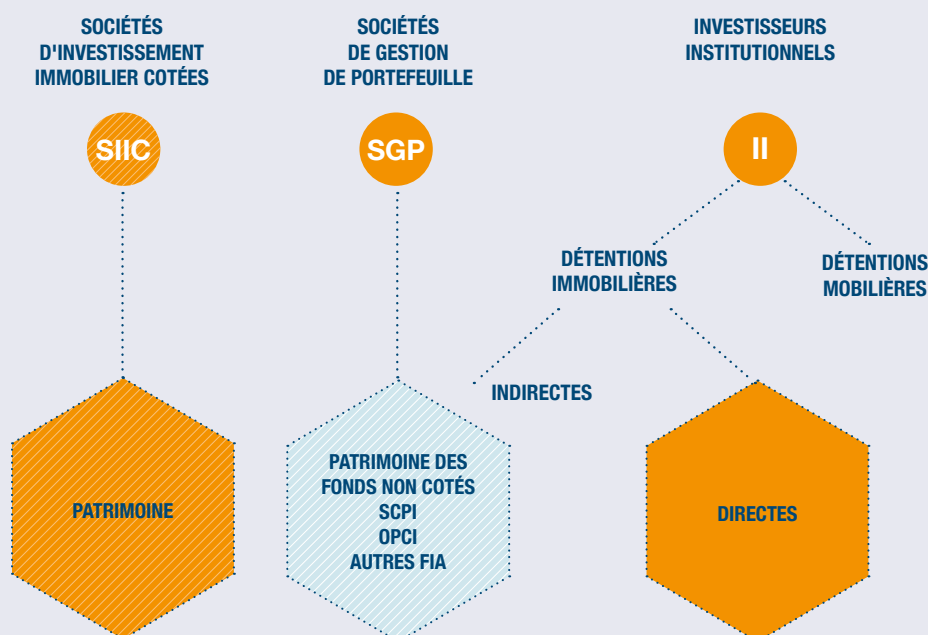 SOCIÉTÉS
D'INVESTISSEMENT
IMMOBILIER COTÉES
SOCIÉTÉS
DE GESTION
DE PORTEFEUILLE
INVESTISSEURS
INSTITUTIONNELS
SIIC
SGP
II
DÉTENTIONS
IMMOBILIÈRES
DÉTENTIONS
MOBILIÈRES
INDIRECTES
PATRIMOINE
PATRIMOINE DES
FONDS NON COTÉS
SCPI
OPCI
AUTRES FIA
DIRECTES